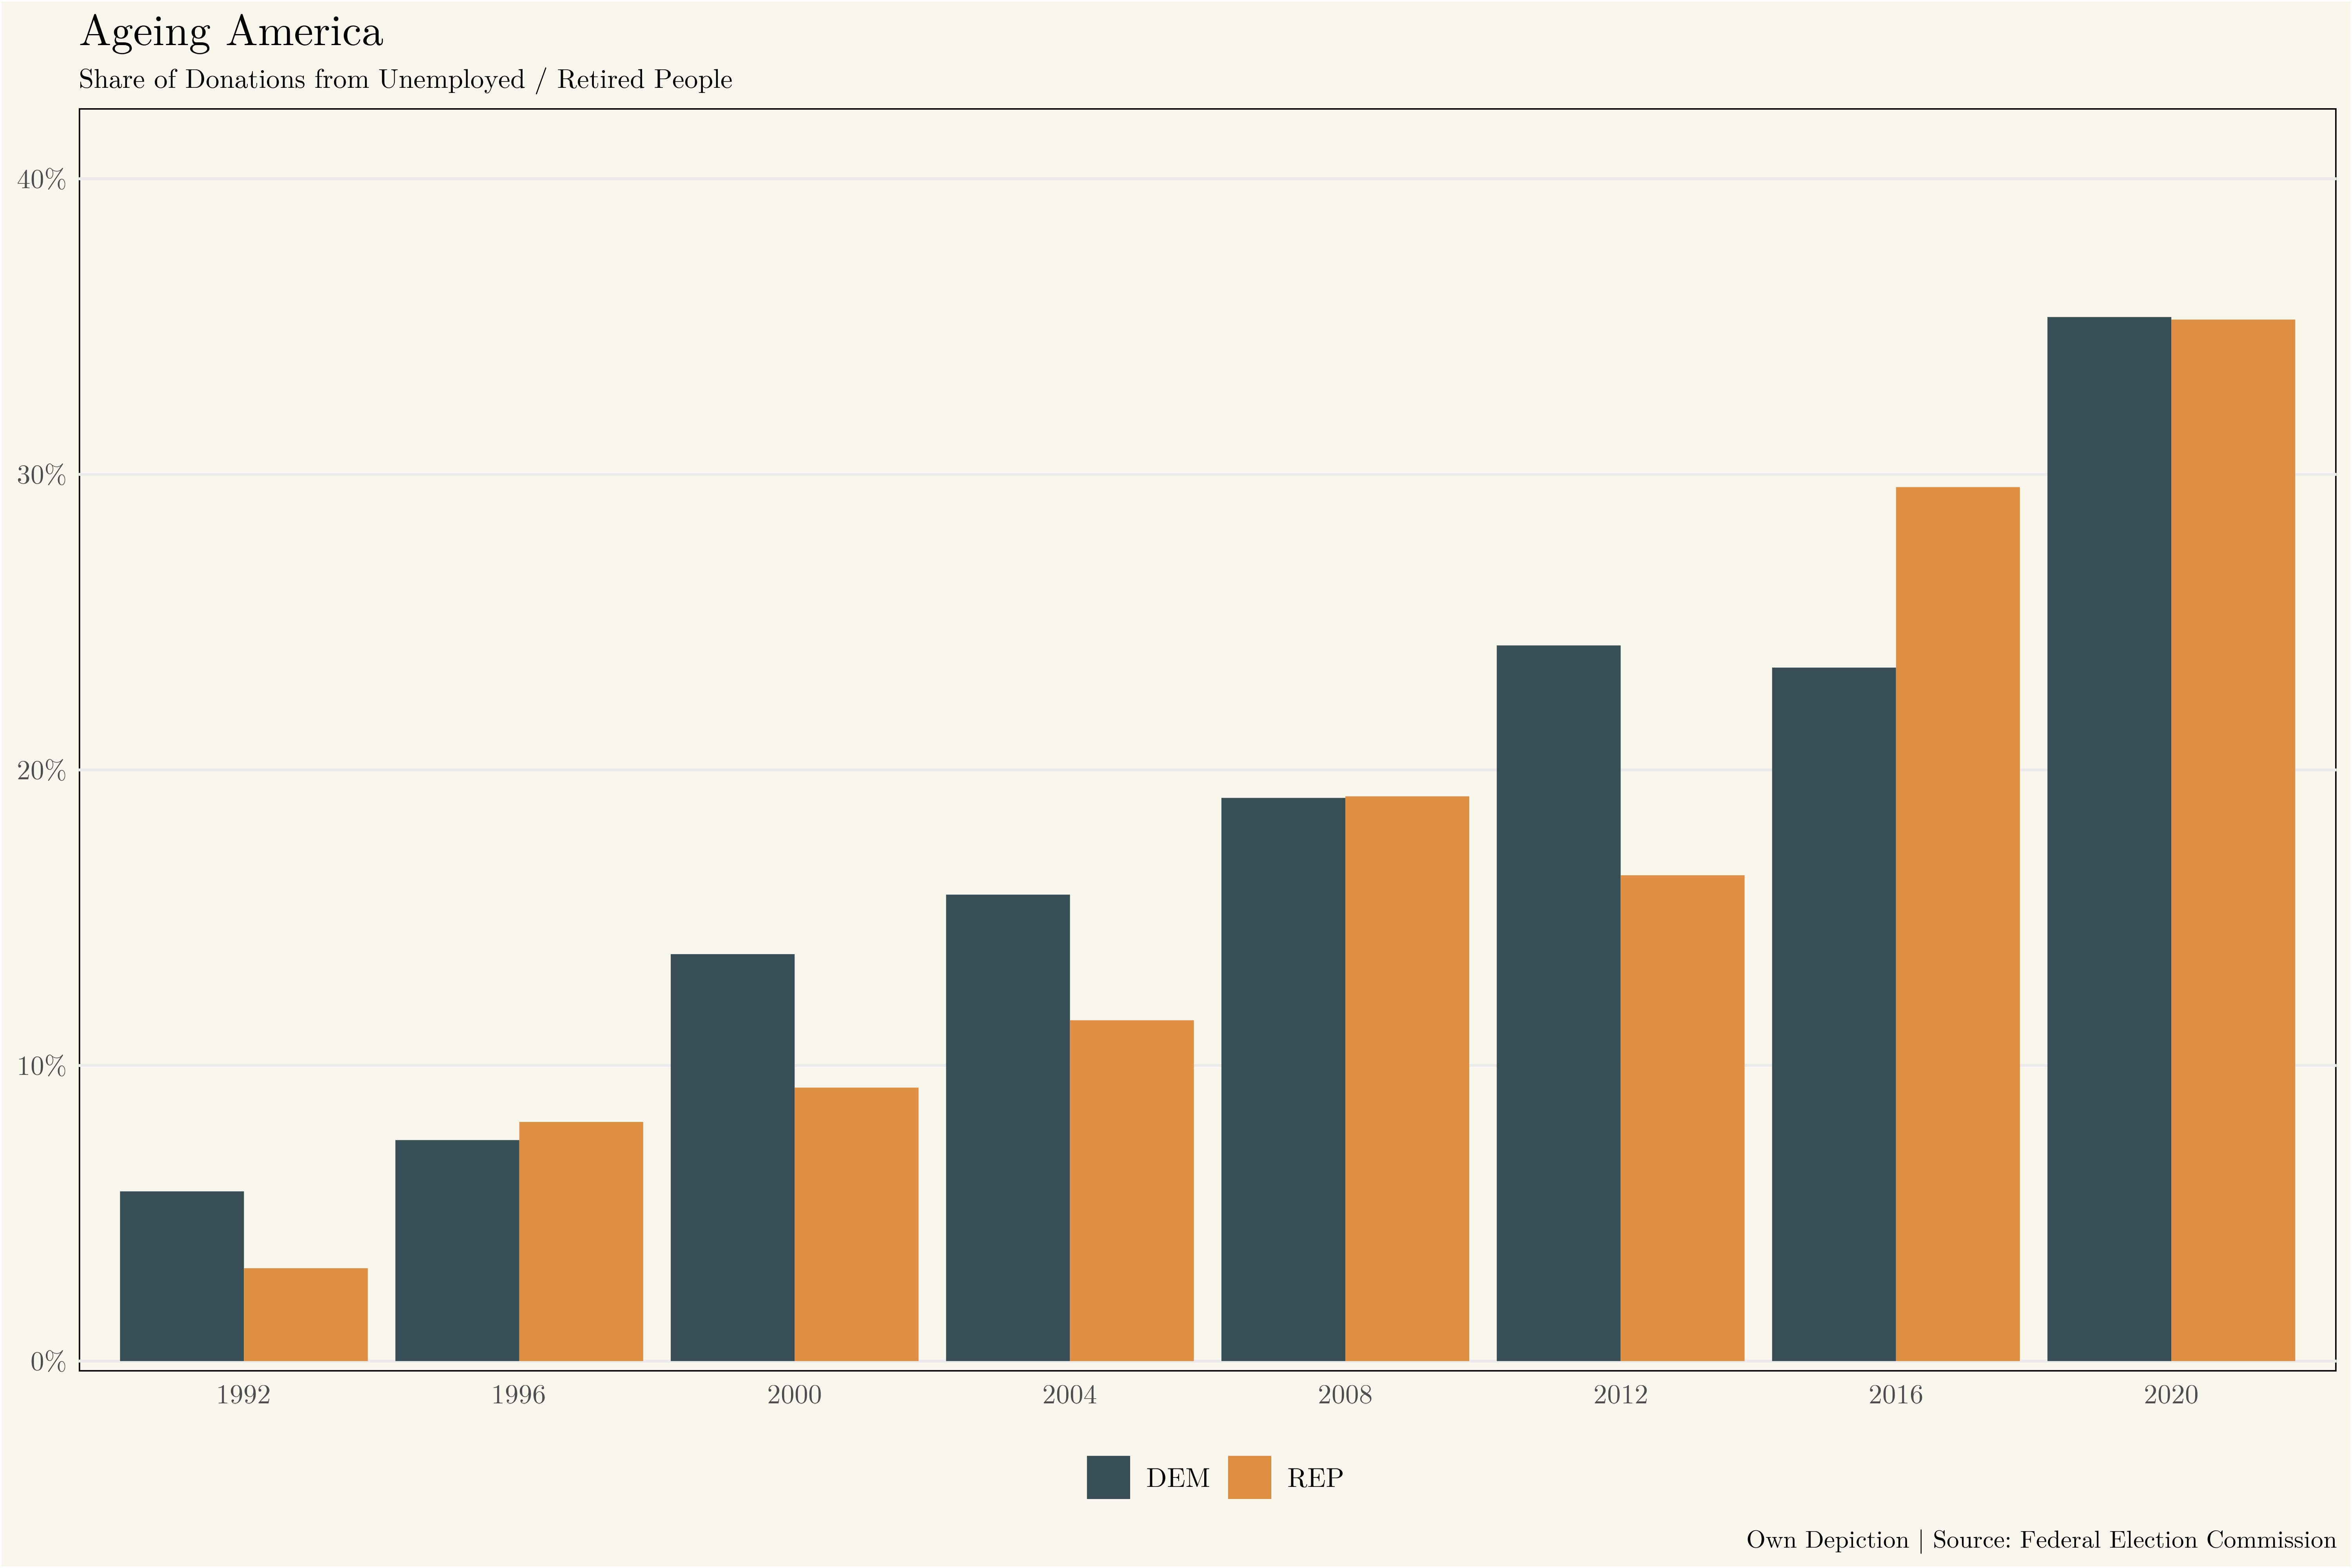 Ageing America
Share of Donations from Unemployed / Retired People
40%
30%
20%
10%
0%
1992 1996 2000 2004 2008 2012 2016 2020
DEM REP
Own Depiction | Source: Federal Election Commission